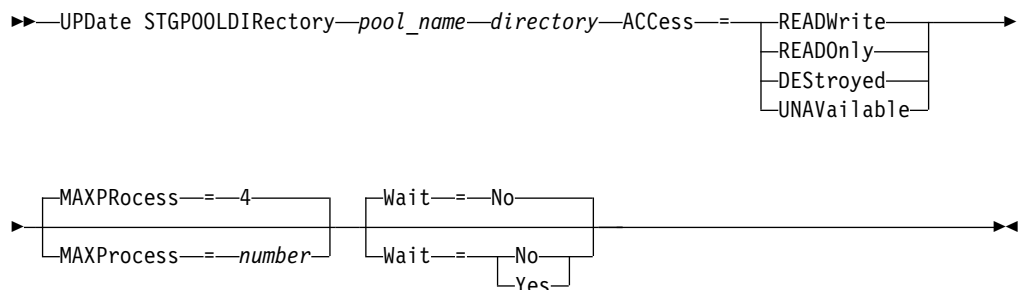 UPDate STGPOOLDIRectory pool_name directory ACCess = READWrite
READOnly
DEStroyed
UNAVailable
MAXPRocess = 4 Wait = No
MAXProcess = number Wait = No
Yes